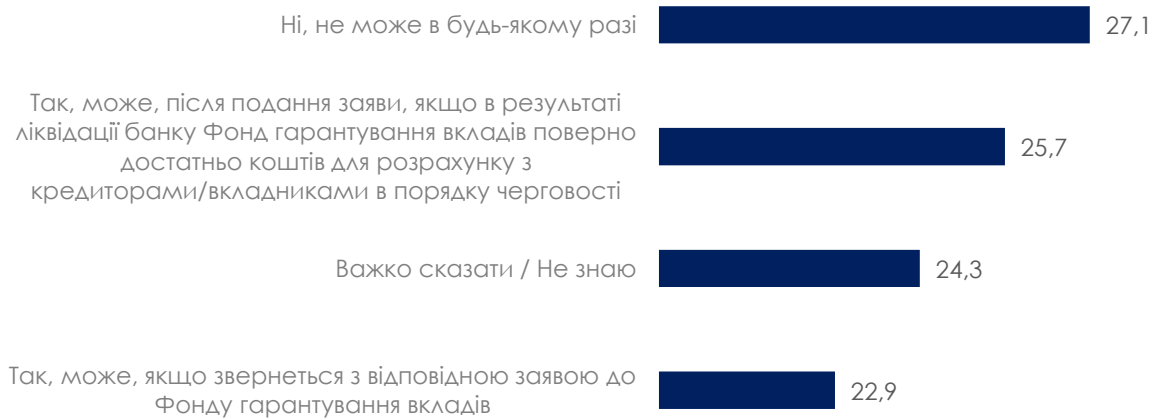 Ні, не може в будь-якому разі
27,1
Так, може, після подання заяви, якщо в результаті
ліквідації банку Фонд гарантування вкладів поверно
достатньо коштів для розрахунку з
кредиторами/вкладниками в порядку черговості
25,7
Важко сказати / Не знаю
24,3
Так, може, якщо звернеться з відповідною заявою до
Фонду гарантування вкладів
22,9